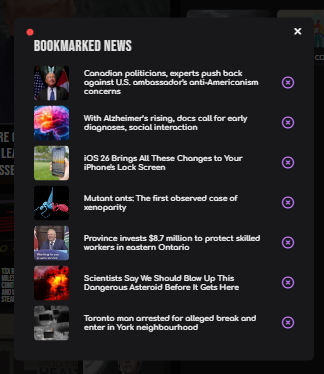 BOOKMARKED NEWS
Canadian politicians, experts push back
against U.S. ambassador's anti-Americanism
concerns
With Alzheimer's rising, docs call for early
diagnoses, social interaction
iOS 26 Brings All These Changes to Your
iPhone's Lock Screen
Mutant ants: The first observed case of
xenoparity
Province invests $8.7 million to protect skilled
workers in eastern Ontario
Scientists Say We Should Blow Up This
Dangerous Asteroid Before It Gets Here
Toronto man arrested for alleged break and
enter in York neighbourhood